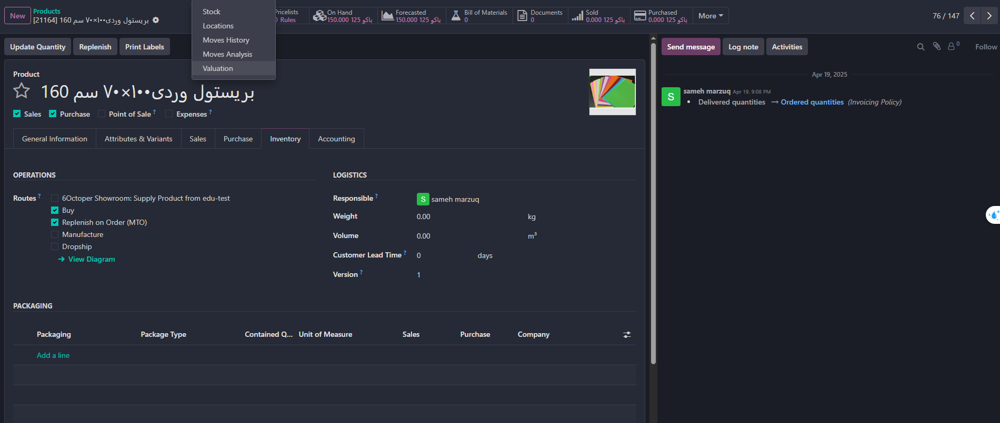 New
Products
[21164] بريستول وردى١٠٠×٧٠ سم 160
Stock
Locations
Moves History
Moves Analysis
Valuation
Pricelists
0 Rules
On Hand
150.000 باكو 125
Forecasted
150.000 باكو 125
Bill of Materials
0
Documents
0
Sold
0.000 باكو 125
Purchased
0.000 باكو 125
More
76 / 147
Update Quantity
Replenish
Print Labels
Send message
Log note
Activities
0
Follow
Product
بريستول وردى١٠٠×٧٠ سم 160
Sales
Purchase
Point of Sale ?
Expenses ?
General Information
Attributes & Variants
Sales
Purchase
Inventory
Accounting
OPERATIONS
Routes ?
6Octoper Showroom: Supply Product from edu-test
Buy
Replenish on Order (MTO)
Manufacture
Dropship
→ View Diagram
LOGISTICS
Responsible ?
S sameh marzuq
Weight 0.00 kg
Volume 0.00 m³
Customer Lead Time ? 0 days
Version ? 1
PACKAGING
Packaging Package Type Contained Q... Unit of Measure Sales Purchase Company
Add a line
Apr 19, 2025
S
sameh marzuq Apr 19, 9:08 PM
• Delivered quantities → Ordered quantities (Invoicing Policy)